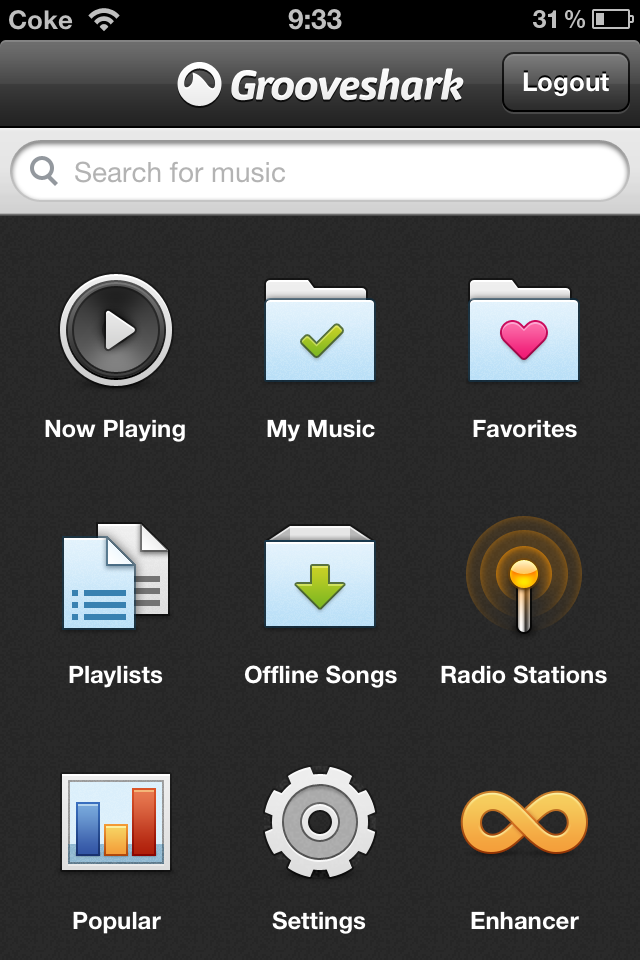 Coke 9:33 31 %
Grooveshark Logout
Search for music
Now Playing My Music Favorites
Playlists Offline Songs Radio Stations
Popular Settings Enhancer